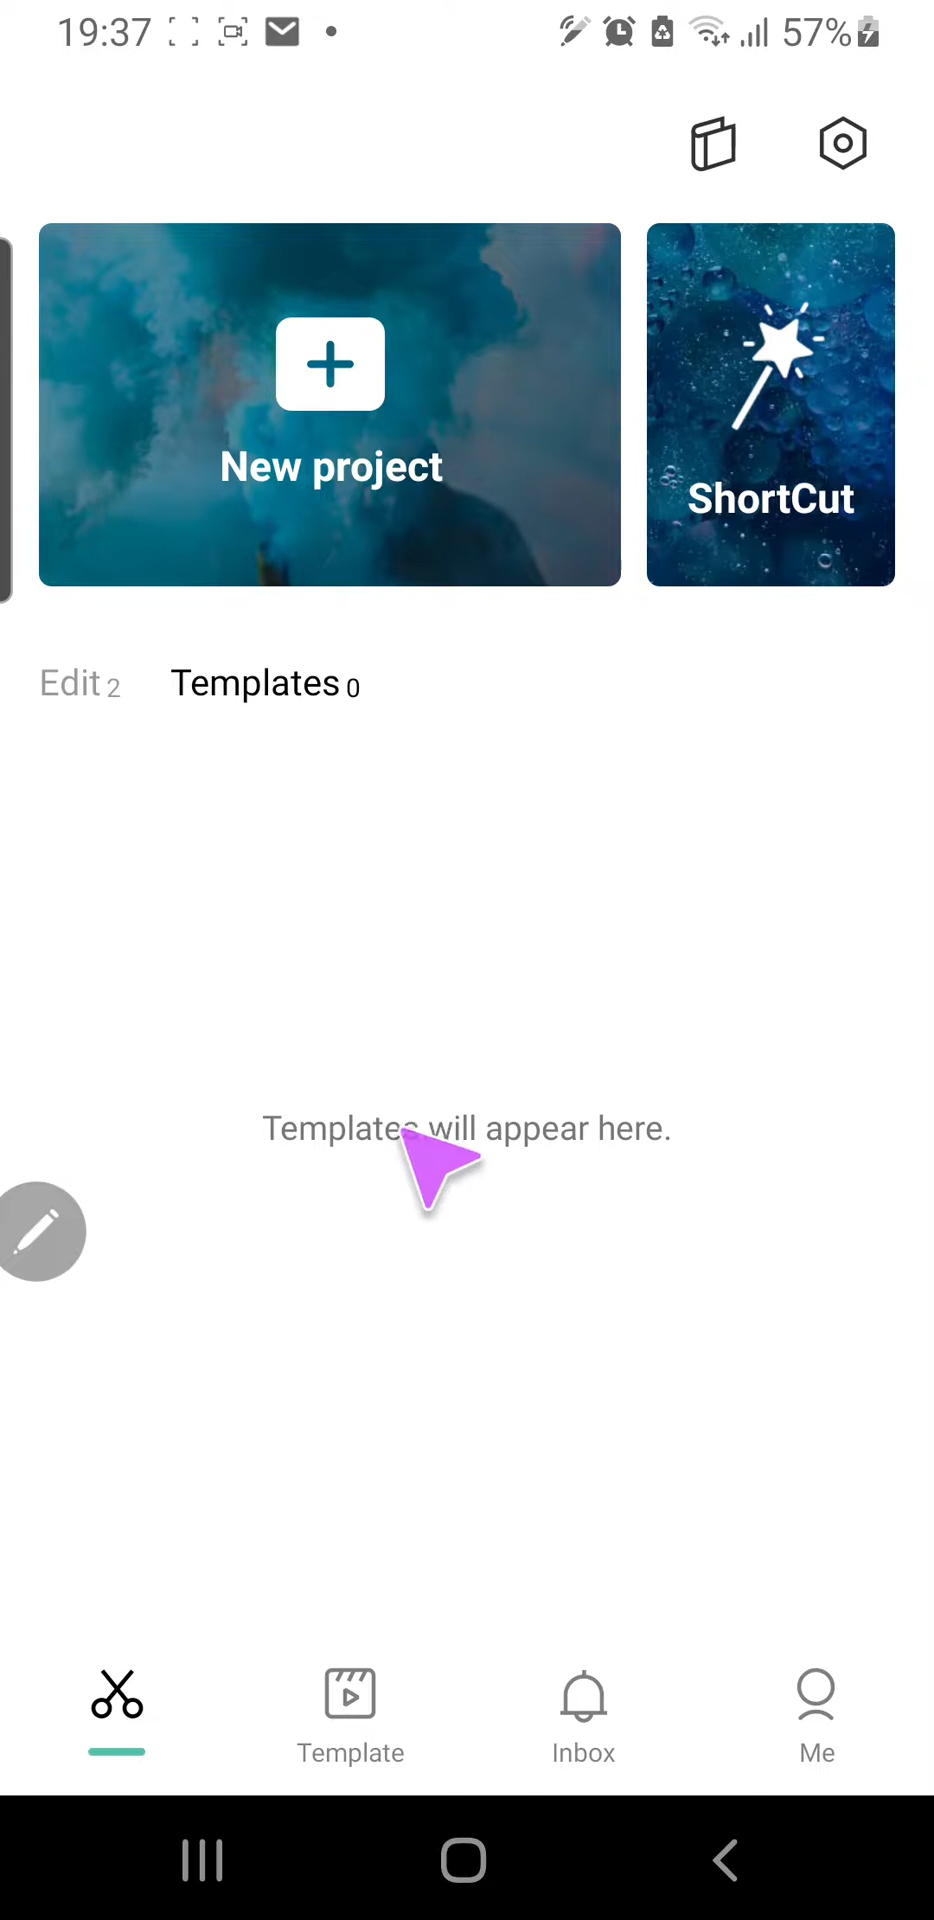 19:37 57%
New project
ShortCut
Edit 2 Templates 0
Templates will appear here.
Template Inbox Me